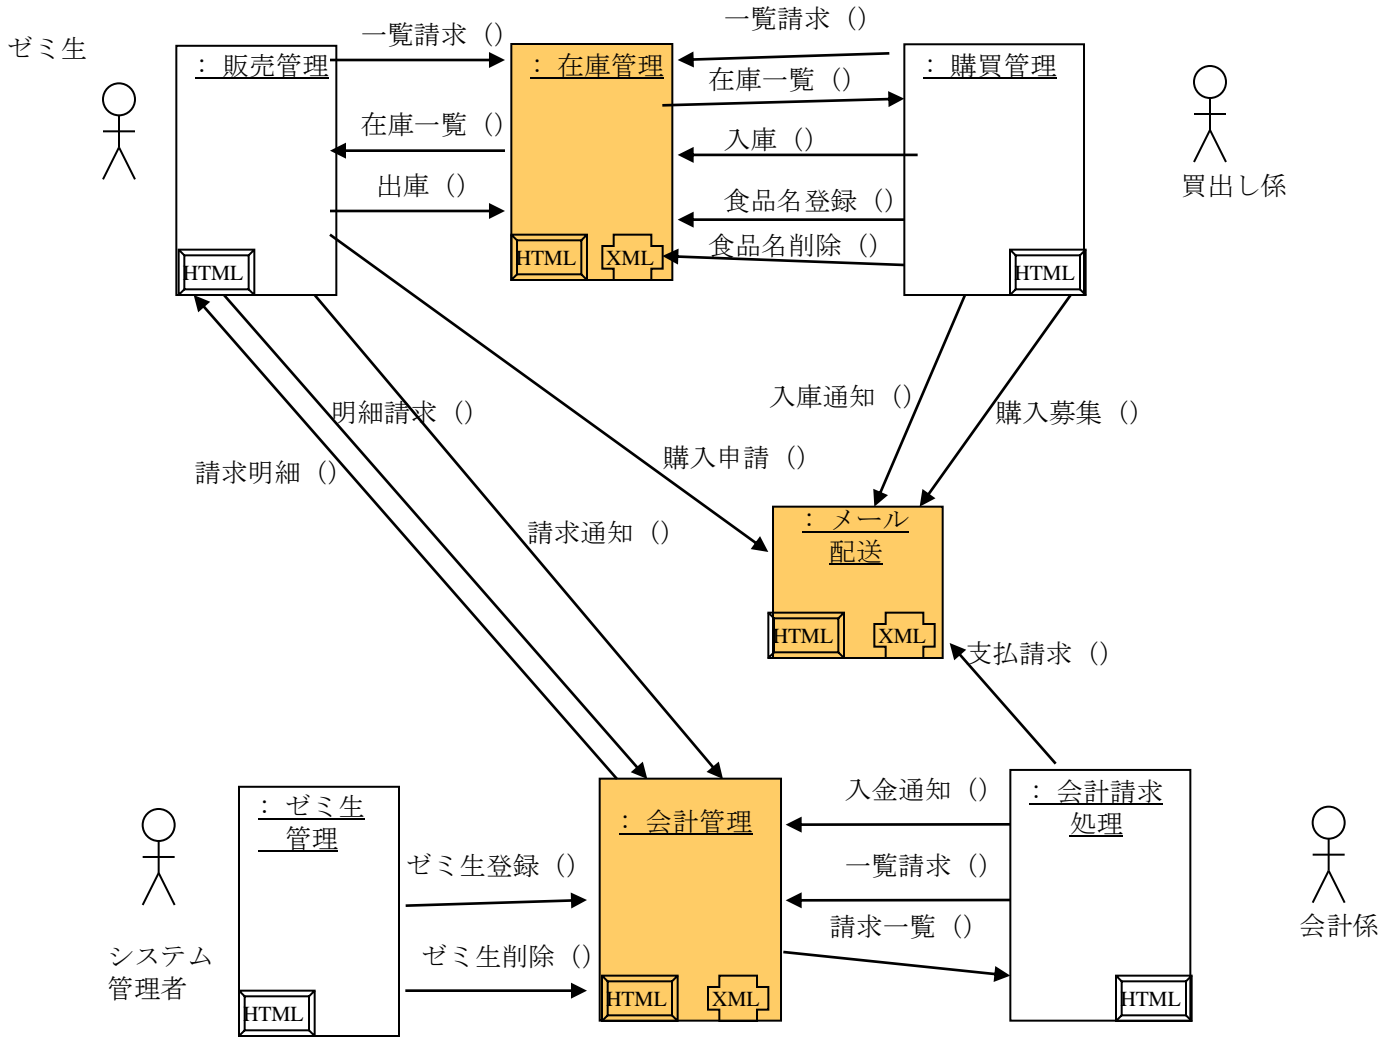 ゼミ生
一覧請求 ()
一覧請求 ()
: 販売管理
: 在庫管理
: 購買管理
在庫一覧 ()
在庫一覧 ()
入庫 ()
出庫 ()
食品名登録 ()
食品名削除 ()
買出し係
HTML
HTML
XML
HTML
入庫通知 ()
購入募集 ()
明細請求 ()
購入申請 ()
請求明細 ()
請求通知 ()
: メール
配送
HTML
XML
支払請求 ()
: ゼミ生
管理
: 会計管理
入金通知 ()
: 会計請求
処理
ゼミ生登録 ()
一覧請求 ()
請求一覧 ()
会計係
システム
管理者
ゼミ生削除 ()
HTML
HTML
XML
HTML